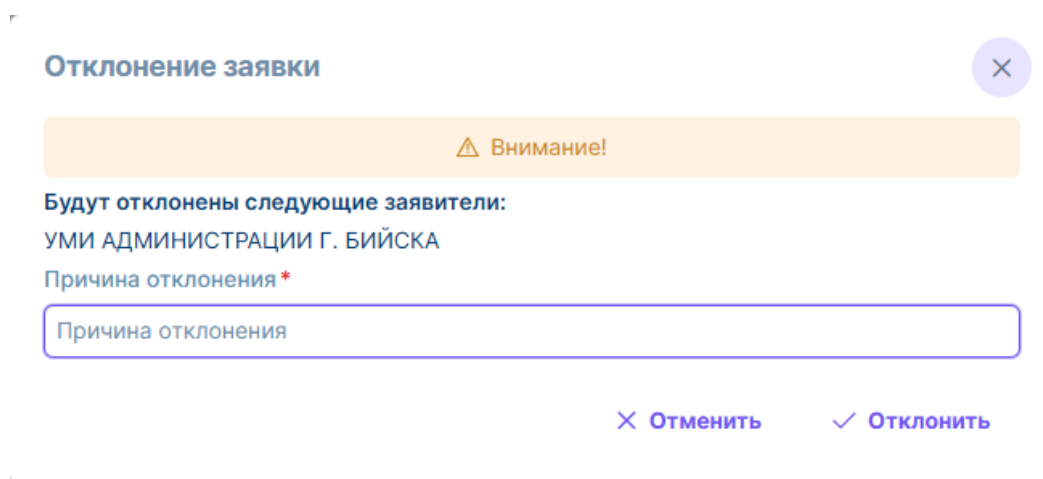 Отклонение заявки
Внимание!
Будут отклонены следующие заявители:
УМИ АДМИНИСТРАЦИИ Г. БИЙСКА
Причина отклонения *
Причина отклонения
Отменить Отклонить